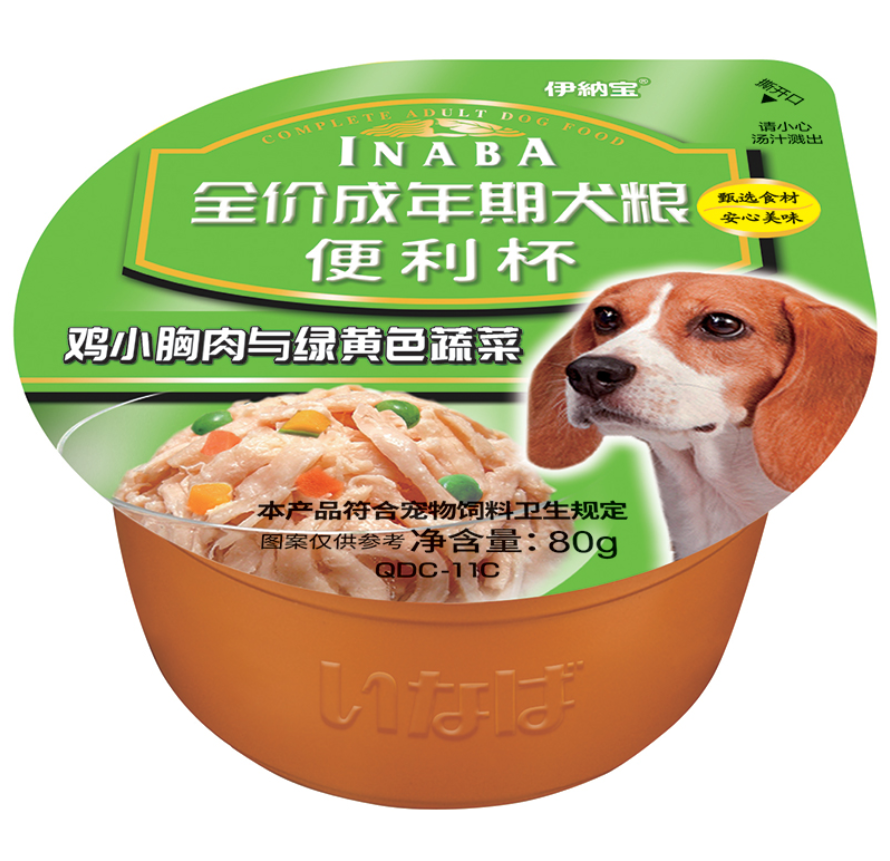 伊納宝®
撕开口
请小心
汤汁溅出
COMPLETE ADULT DOG FOOD
INABA
全价成年期犬粮
便利杯
甄选食材
安心美味
鸡小胸肉与绿黄色蔬菜
本产品符合宠物饲料卫生规定
图案仅供参考 净含量：80g
QDC-11C
いなば